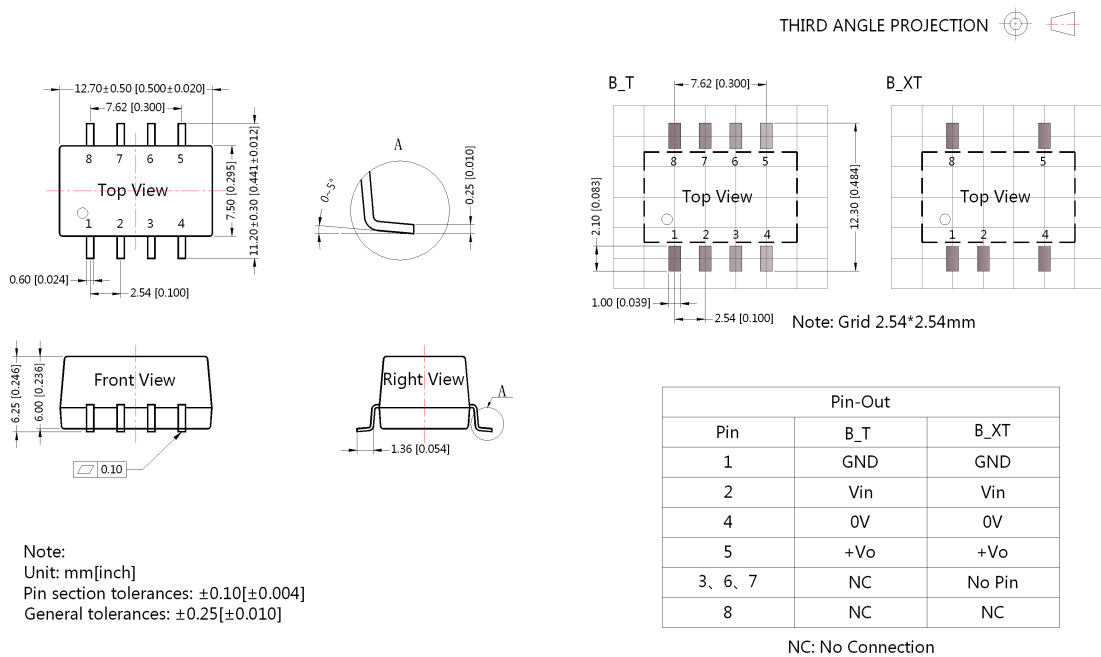 THIRD ANGLE PROJECTION
12.70±0.50 [0.500±0.020]
7.62 [0.300]
8 7 6 5
Top View
1 2 3 4
7.50 [0.295]
11.20±0.30 [0.441±0.012]
0.60 [0.024]
2.54 [0.100]
A
0~5°
0.25 [0.010]
B_T
7.62 [0.300]
8 7 6 5
Top View
1 2 3 4
2.10 [0.083]
12.30 [0.484]
1.00 [0.039]
2.54 [0.100]
B_XT
8 5
Top View
1 2 4
Note: Grid 2.54*2.54mm
6.25 [0.246]
6.00 [0.236]
Front View
0.10
Right View
A
1.36 [0.054]
Pin-Out
Pin B_T B_XT
1 GND GND
2 Vin Vin
4 0V 0V
5 +Vo +Vo
3、6、7 NC No Pin
8 NC NC
NC: No Connection
Note:
Unit: mm[inch]
Pin section tolerances: ±0.10[±0.004]
General tolerances: ±0.25[±0.010]